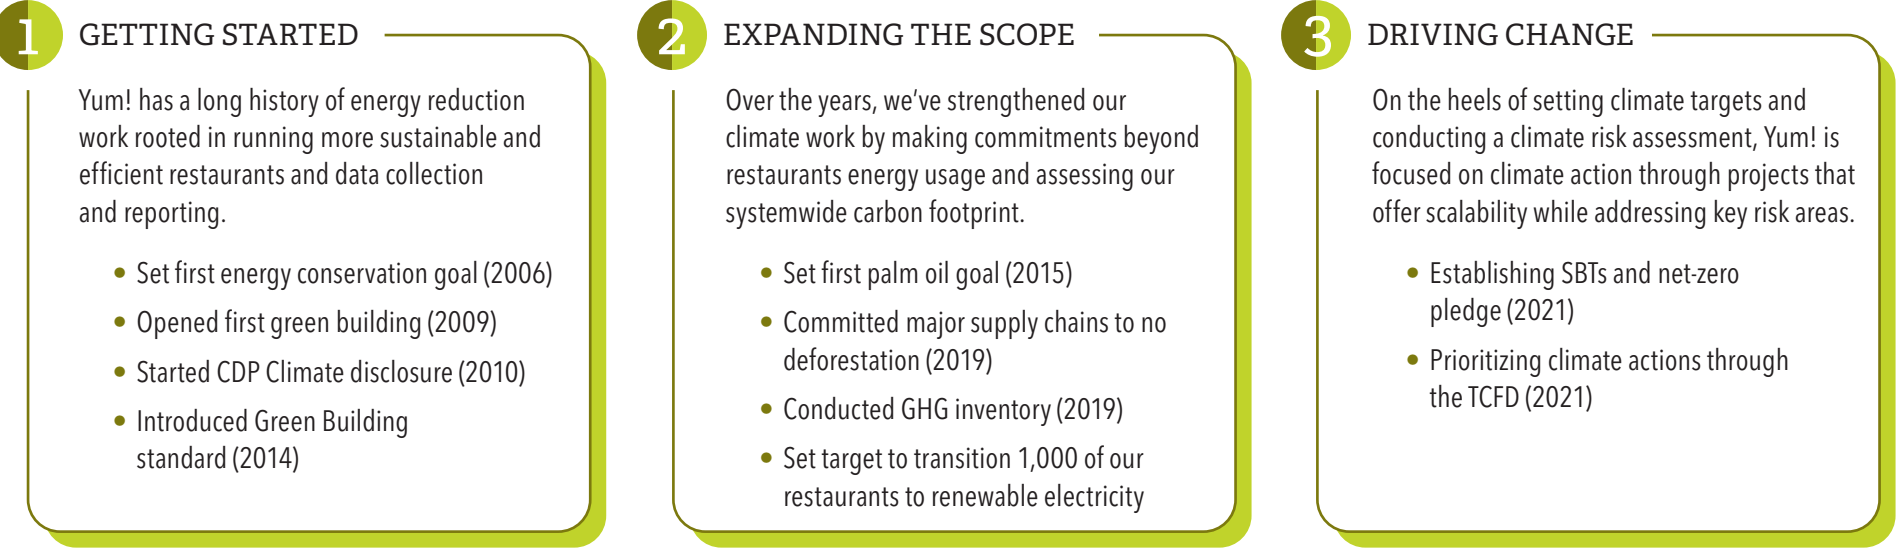 1 GETTING STARTED
Yum! has a long history of energy reduction
work rooted in running more sustainable and
efficient restaurants and data collection
and reporting.
• Set first energy conservation goal (2006)
• Opened first green building (2009)
• Started CDP Climate disclosure (2010)
• Introduced Green Building
standard (2014)
2 EXPANDING THE SCOPE
Over the years, we’ve strengthened our
climate work by making commitments beyond
restaurants energy usage and assessing our
systemwide carbon footprint.
• Set first palm oil goal (2015)
• Committed major supply chains to no
deforestation (2019)
• Conducted GHG inventory (2019)
• Set target to transition 1,000 of our
restaurants to renewable electricity
3 DRIVING CHANGE
On the heels of setting climate targets and
conducting a climate risk assessment, Yum! is
focused on climate action through projects that
offer scalability while addressing key risk areas.
• Establishing SBTs and net-zero
pledge (2021)
• Prioritizing climate actions through
the TCFD (2021)